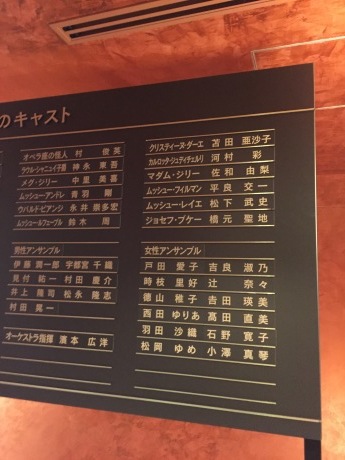 のキャスト
オペラ座の怪人 村 俊英
ラウル・シャニュイ子爵 神永 東吾
メグ・ジリー 中里 美喜
ムッシュー・アンドレ 青羽 剛
ウバルド・ピアンジ 永井 崇多宏
ムッシュー・ルフェーブル 鈴木 周
男性アンサンブル
伊藤 潤一郎 宇都宮 千織
見付 祐一 村田 慶介
井上 隆司 松永 隆志
村田 晃一
オーケストラ指揮 濱本 広洋
クリスティーヌ・ダーエ 苫田 亜沙子
カルロッタ・ジュディチェルリ 河村 彩
マダム・ジリー 佐和 由梨
ムッシュー・フィルマン 平良 交一
ムッシュー・レイエ 松下 武史
ジョセフ・ブケー 橋元 聖地
女性アンサンブル
戸田 愛子 吉良 淑乃
時枝 里好 辻 奈々
徳山 稚子 吉田 瑛美
西田 ゆりあ 高田 直美
羽田 沙織 石野 寛子
松岡 ゆめ 小澤 真琴